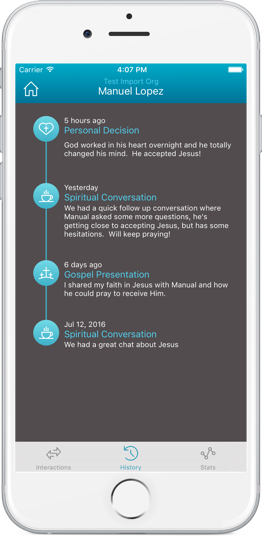 Carrier 4:07 PM
Test Import Org
Manuel Lopez
5 hours ago
Personal Decision
God worked in his heart overnight and he totally
changed his mind. He accepted Jesus!
Yesterday
Spiritual Conversation
We had a quick follow up conversation where
Manual asked some more questions, he's
getting close to accepting Jesus, but has some
hesitations. Will keep praying!
6 days ago
Gospel Presentation
I shared my faith in Jesus with Manual and how
he could pray to receive Him.
Jul 12, 2016
Spiritual Conversation
We had a great chat about Jesus
Interactions History Stats